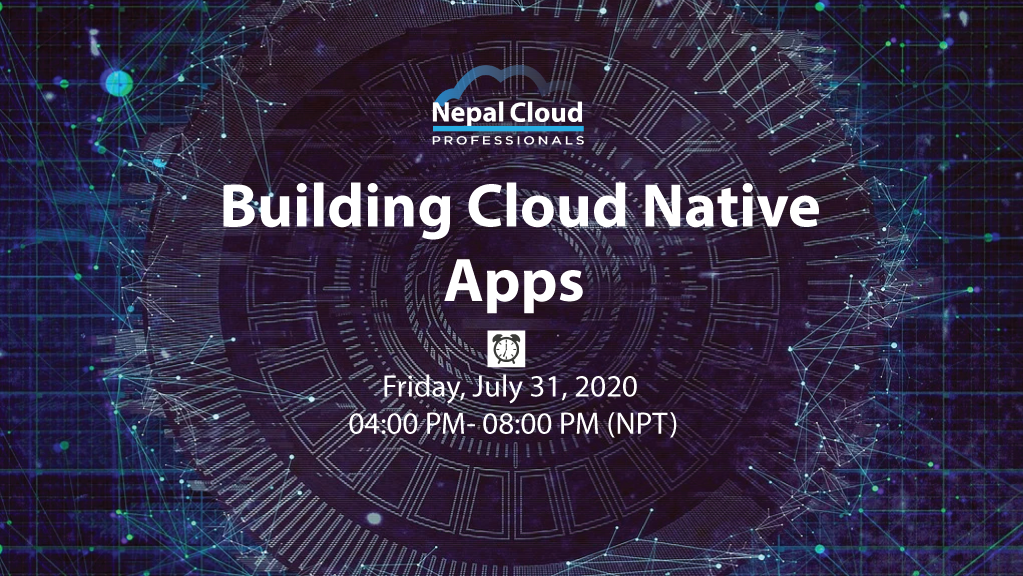 Nepal Cloud
PROFESSIONALS
Building Cloud Native
Apps
Friday, July 31, 2020
04:00 PM- 08:00 PM (NPT)